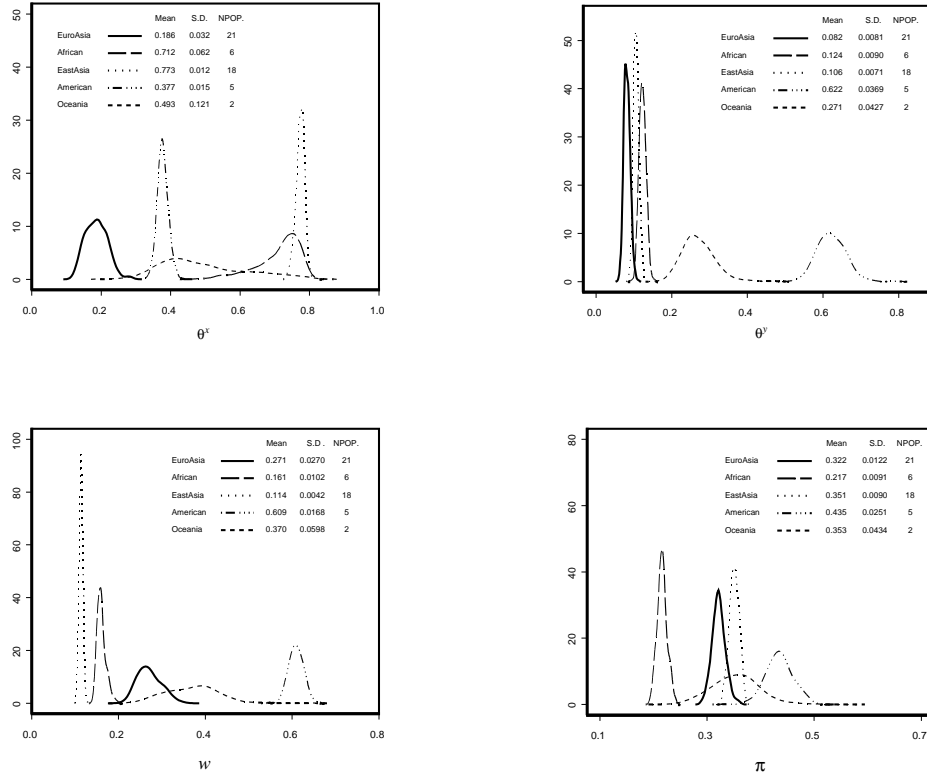 Mean S.D. NPOP.
EuroAsia 0.186 0.032 21
African 0.712 0.062 6
EastAsia 0.773 0.012 18
American 0.377 0.015 5
Oceania 0.493 0.121 2
50
40
30
20
10
0
0.0 0.2 0.4 0.6 0.8 1.0
θx
Mean S.D. NPOP.
EuroAsia 0.082 0.0081 21
African 0.124 0.0090 6
EastAsia 0.106 0.0071 18
American 0.622 0.0369 5
Oceania 0.271 0.0427 2
50
40
30
20
10
0
0.0 0.2 0.4 0.6 0.8
θy
Mean S.D . NPOP.
EuroAsia 0.271 0.0270 21
African 0.161 0.0102 6
EastAsia 0.114 0.0042 18
American 0.609 0.0168 5
Oceania 0.370 0.0598 2
100
80
60
40
20
0
0.0 0.2 0.4 0.6 0.8
w
Mean S.D. NPOP.
EuroAsia 0.322 0.0122 21
African 0.217 0.0091 6
EastAsia 0.351 0.0090 18
American 0.435 0.0251 5
Oceania 0.353 0.0434 2
80
60
40
20
0
0.1 0.3 0.5 0.7
π